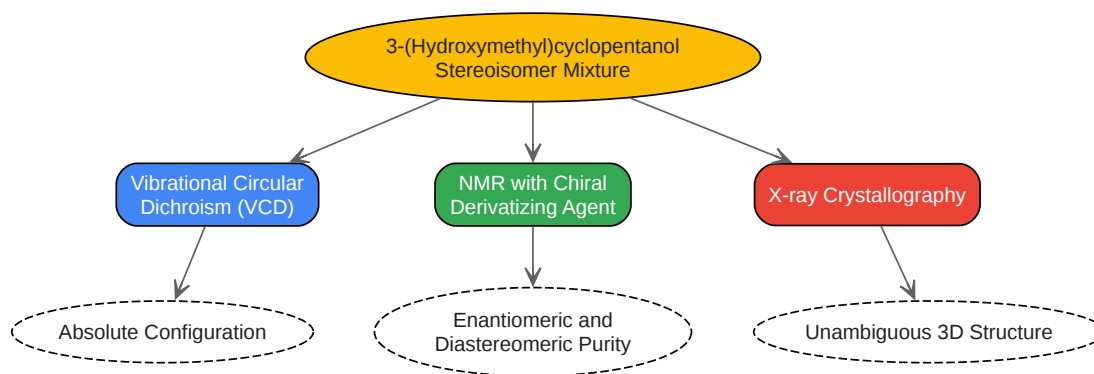 3-(Hydroxymethyl)cyclopentanol
Stereoisomer Mixture
Vibrational Circular
Dichroism (VCD)
NMR with Chiral
Derivatizing Agent
X-ray Crystallography
Absolute Configuration
Enantiomeric and
Diastereomeric Purity
Unambiguous 3D Structure